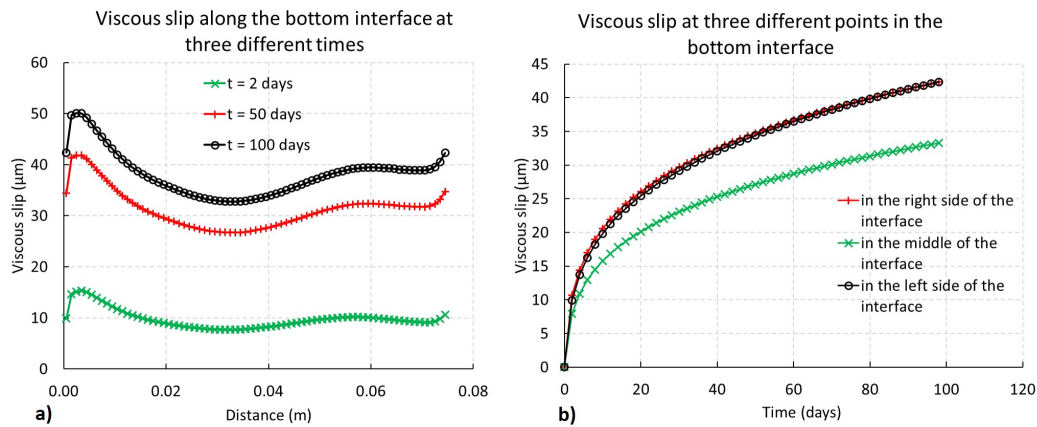 Viscous slip along the bottom interface at
three different times
60
50
40
30
20
10
0
Viscous slip (µm)
t = 2 days
t = 50 days
t = 100 days
0.00 0.02 0.04 0.06 0.08
Distance (m)
a)
Viscous slip at three different points in the
bottom interface
45
40
35
30
25
20
15
10
5
0
Viscous slip (µm)
in the right side of the
interface
in the middle of the
interface
in the left side of the
interface
0 20 40 60 80 100 120
Time (days)
b)